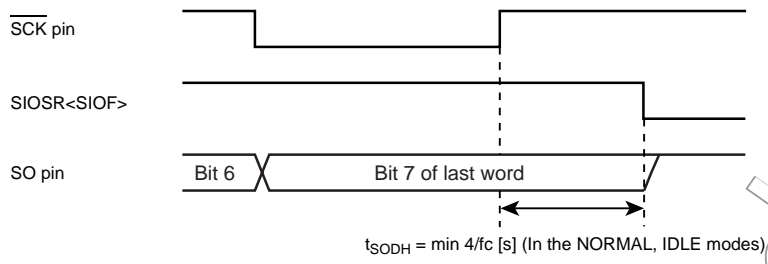 SCK pin
SIOSR<SIOF>
SO pin
Bit 6
Bit 7 of last word
tSODH = min 4/fc [s] (In the NORMAL, IDLE modes)